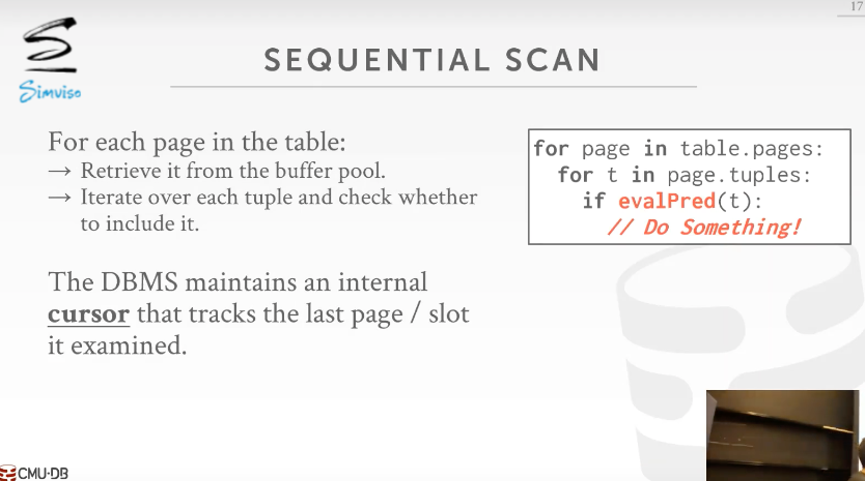 17
Simviso
SEQUENTIAL SCAN
For each page in the table:
→ Retrieve it from the buffer pool.
→ Iterate over each tuple and check whether
to include it.
The DBMS maintains an internal
cursor that tracks the last page / slot
it examined.
for page in table.pages:
for t in page.tuples:
if evalPred(t):
// Do Something!
CMU·DB